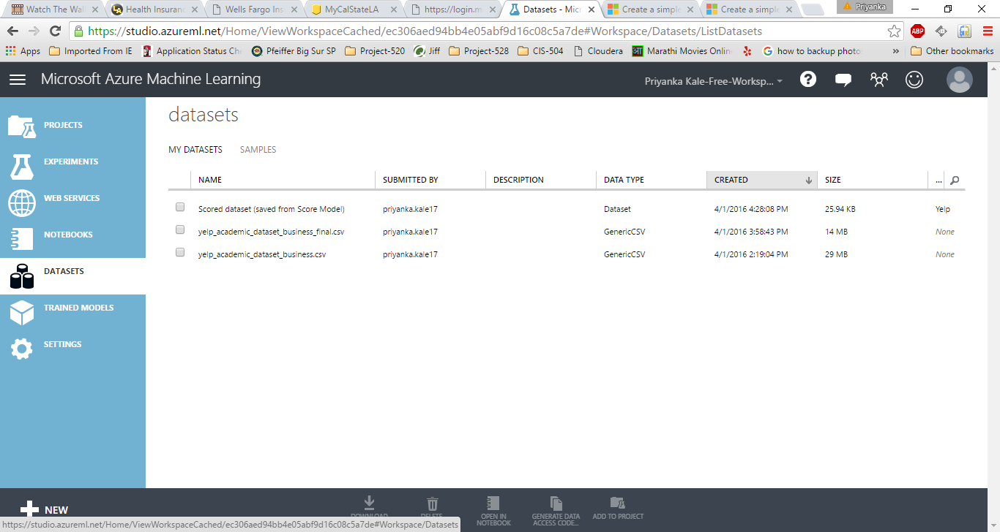 Watch The Wal
Health Insuranc
Wells Fargo Ins
MyCalStateLA
https://login.m
Datasets - Micr
Create a simple
Create a simple
Priyanka
https://studio.azureml.net/Home/ViewWorkspaceCached/ec306aed94bb4e05abf9d16c08c5a7de#Workspace/Datasets/ListDatasets
ABP
Apps
Imported From IE
Application Status Ch
Pfeiffer Big Sur SP
Project-520
Jiff
Project-528
CIS-504
Cloudera
Marathi Movies Onlin
how to backup photo
»
Other bookmarks
Microsoft Azure Machine Learning
Priyanka Kale-Free-Worksp...
PROJECTS
EXPERIMENTS
WEB SERVICES
NOTEBOOKS
DATASETS
TRAINED MODELS
SETTINGS
datasets
MY DATASETS SAMPLES
NAME SUBMITTED BY DESCRIPTION DATA TYPE CREATED SIZE ...
Scored dataset (saved from Score Model) priyanka.kale17 Dataset 4/1/2016 4:28:08 PM 25.94 KB Yelp
yelp_academic_dataset_business_final.csv priyanka.kale17 GenericCSV 4/1/2016 3:58:43 PM 14 MB None
yelp_academic_dataset_business.csv priyanka.kale17 GenericCSV 4/1/2016 2:19:04 PM 29 MB None
NEW
DOWNLOAD
DELETE
OPEN IN
NOTEBOOK
GENERATE DATA
ACCESS CODE...
ADD TO PROJECT
https://studio.azureml.net/Home/ViewWorkspaceCached/ec306aed94bb4e05abf9d16c08c5a7de#Workspace/Datasets